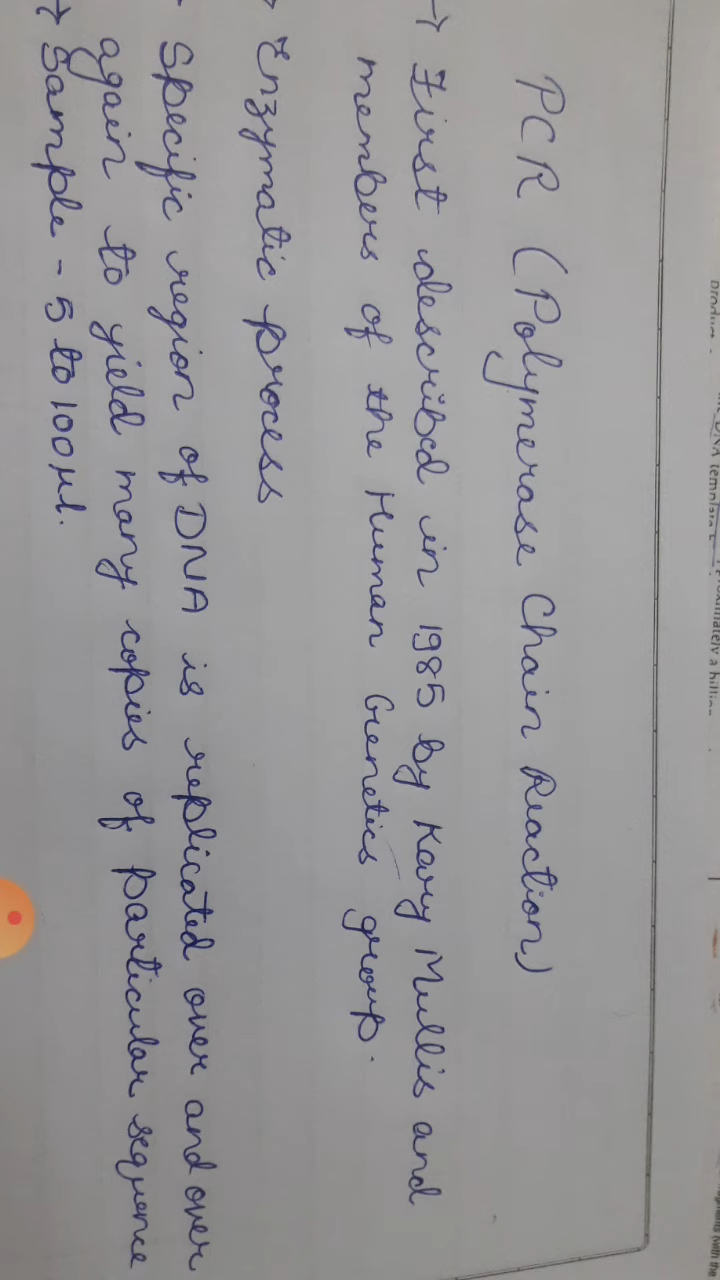 PCR (Polymerase Chain Reaction)
→ First described in 1985 by Kary Mullis and
members of the Human Genetics group.
→ Enzymatic process
- Specific region of DNA is replicated over and over
again to yield many copies of particular sequence
→ Sample - 5 to 100 µl.